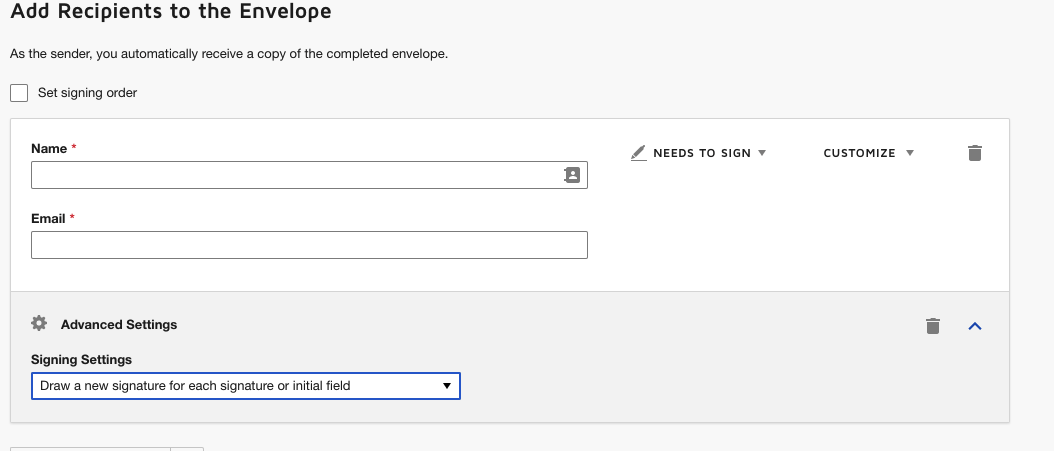 Add Recipients to the Envelope
As the sender, you automatically receive a copy of the completed envelope.
Set signing order
Name *
NEEDS TO SIGN
CUSTOMIZE
Email *
Advanced Settings
Signing Settings
Draw a new signature for each signature or initial field